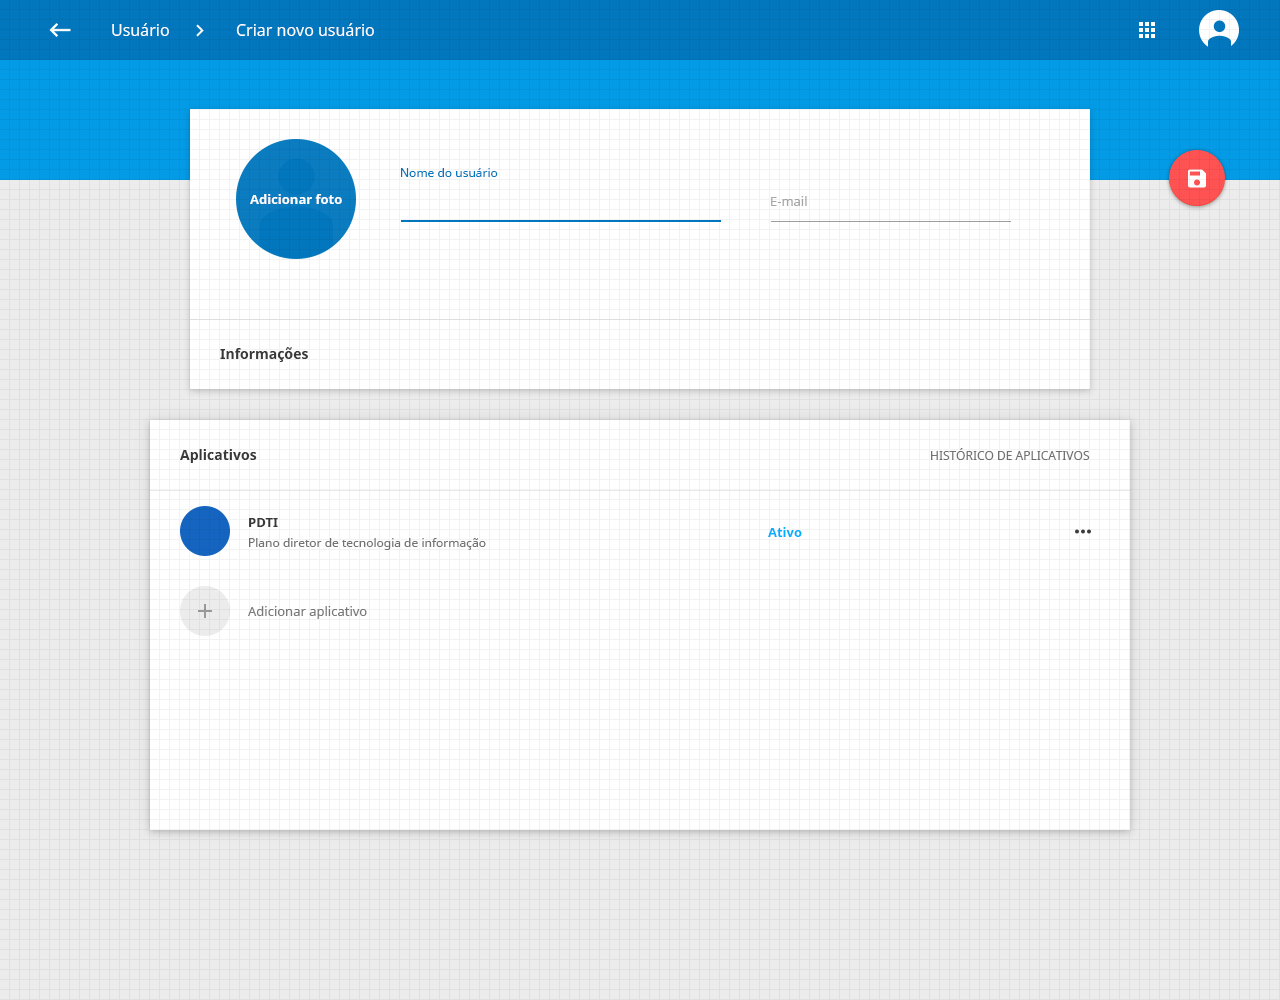 Usuário
Criar novo usuário
Adicionar foto
Nome do usuário
E-mail
Informações
Aplicativos
HISTÓRICO DE APLICATIVOS
PDTI
Plano diretor de tecnologia de informação
Ativo
Adicionar aplicativo